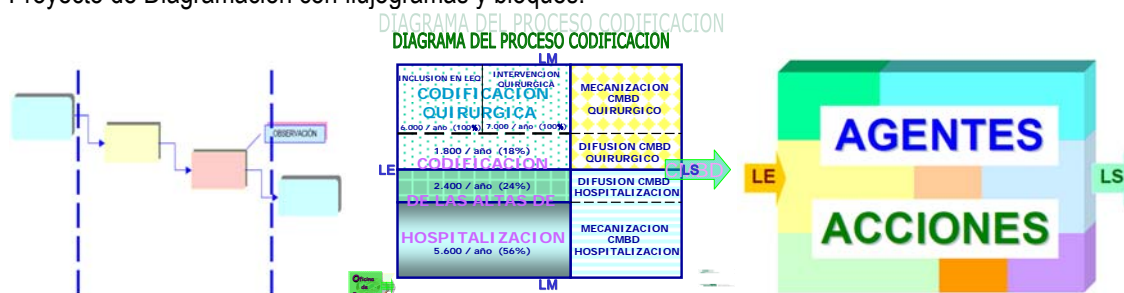 Proyecto de Diagramación con flujogramas y bloques.
DIAGRAMA DEL PROCESO CODIFICACION
DIAGRAMA DEL PROCESO CODIFICACION
LM
INCLUSION EN LEQ
INTERVENCION
QUIRURGICA
CODIFICACION
QUIRURGICA
6.000 / año (100%)
7.000 / año (100%)
MECANIZACION
CMBD
QUIRURGICO
1.800 / año (18%)
CODIFICACION
DIFUSION CMBD
QUIRURGICO
LE
LS
2.400 / año (24%)
DE LAS ALTAS DE
DIFUSION CMBD
HOSPITALIZACION
HOSPITALIZACION
5.600 / año (56%)
MECANIZACION
CMBD
HOSPITALIZACION
LM
Oficina
de
OBSERVACIÓN
AGENTES
LE
LS
ACCIONES